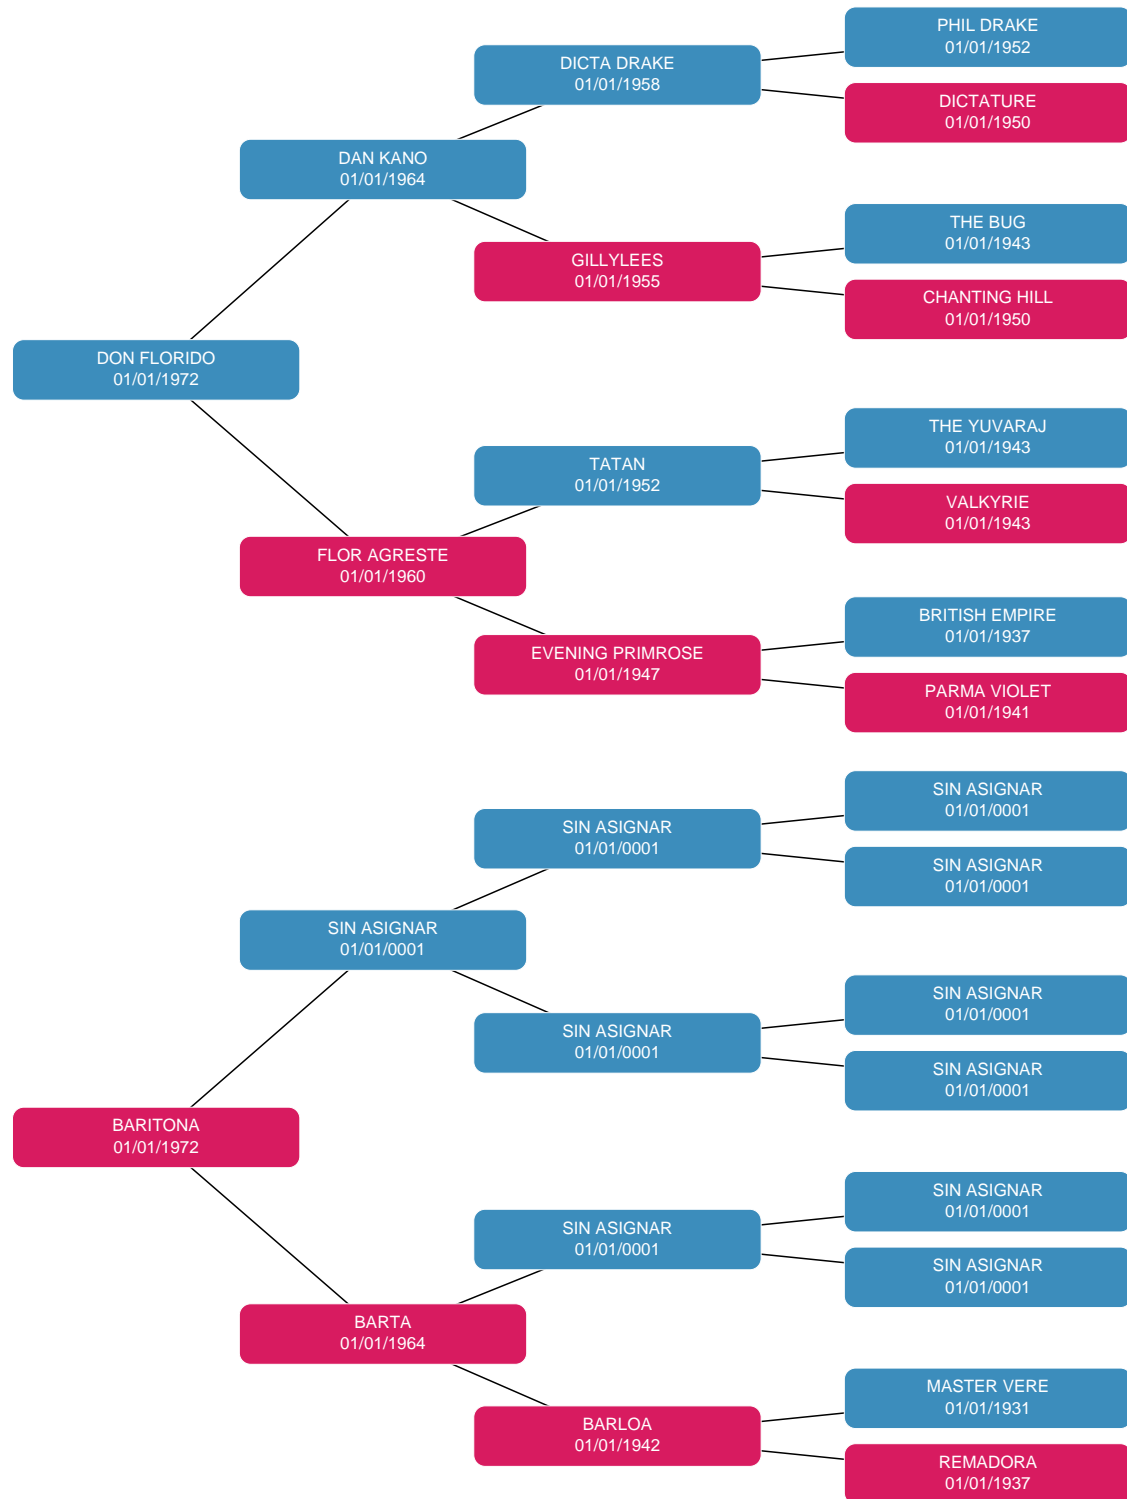 PHIL DRAKE
01/01/1952
DICTA DRAKE
01/01/1958
DICTATURE
01/01/1950
DAN KANO
01/01/1964
THE BUG
01/01/1943
GILLYLEES
01/01/1955
CHANTING HILL
01/01/1950
DON FLORIDO
01/01/1972
THE YUVARAJ
01/01/1943
TATAN
01/01/1952
VALKYRIE
01/01/1943
FLOR AGRESTE
01/01/1960
BRITISH EMPIRE
01/01/1937
EVENING PRIMROSE
01/01/1947
PARMA VIOLET
01/01/1941
SIN ASIGNAR
01/01/0001
SIN ASIGNAR
01/01/0001
SIN ASIGNAR
01/01/0001
SIN ASIGNAR
01/01/0001
SIN ASIGNAR
01/01/0001
SIN ASIGNAR
01/01/0001
SIN ASIGNAR
01/01/0001
BARITONA
01/01/1972
SIN ASIGNAR
01/01/0001
SIN ASIGNAR
01/01/0001
SIN ASIGNAR
01/01/0001
BARTA
01/01/1964
MASTER VERE
01/01/1931
BARLOA
01/01/1942
REMADORA
01/01/1937